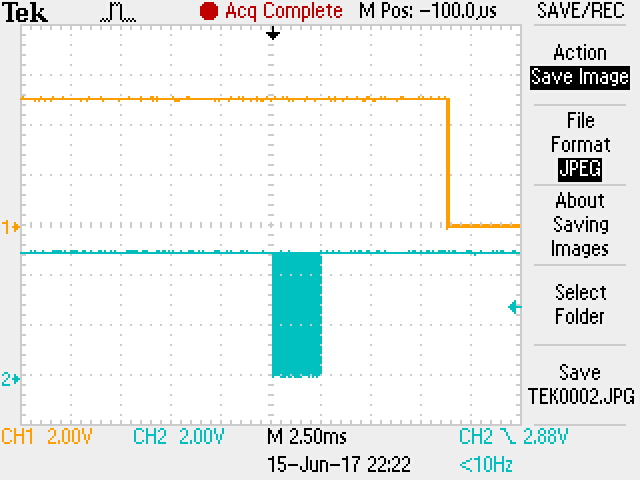 Tek Acq Complete M Pos: -100.0µs SAVE/REC
Action
Save Image
File
Format
JPEG
About
Saving
Images
Select
Folder
Save
TEK0002.JPG
1
2
CH1 2.00V CH2 2.00V M 2.50ms CH2 2.88V
15-Jun-17 22:22 <10Hz